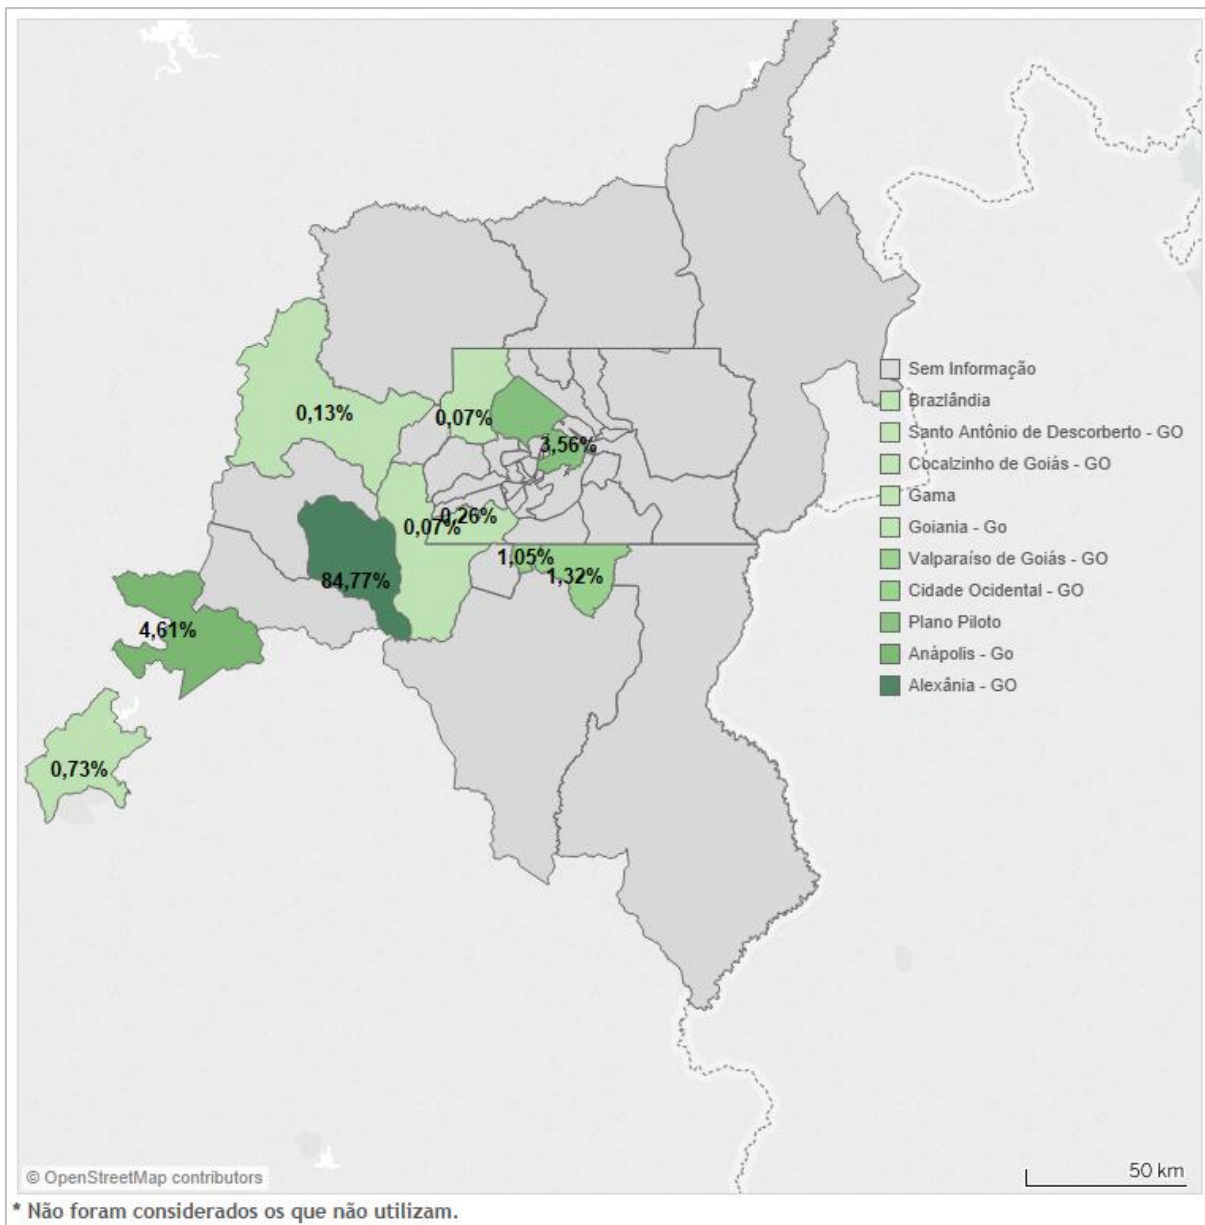 Sem Informação
Brazlândia
0,13%
0,07%
Santo Antônio de Descorberto - GO
3,56%
Cocalzinho de Goiás - GO
Gama
0,26%
0,07%
Goiania - Go
1,05%
Valparaíso de Goiás - GO
84,77%
1,32%
Cidade Ocidental - GO
Plano Piloto
4,61%
Anápolis - Go
Alexânia - GO
0,73%
© OpenStreetMap contributors
50 km
* Não foram considerados os que não utilizam.